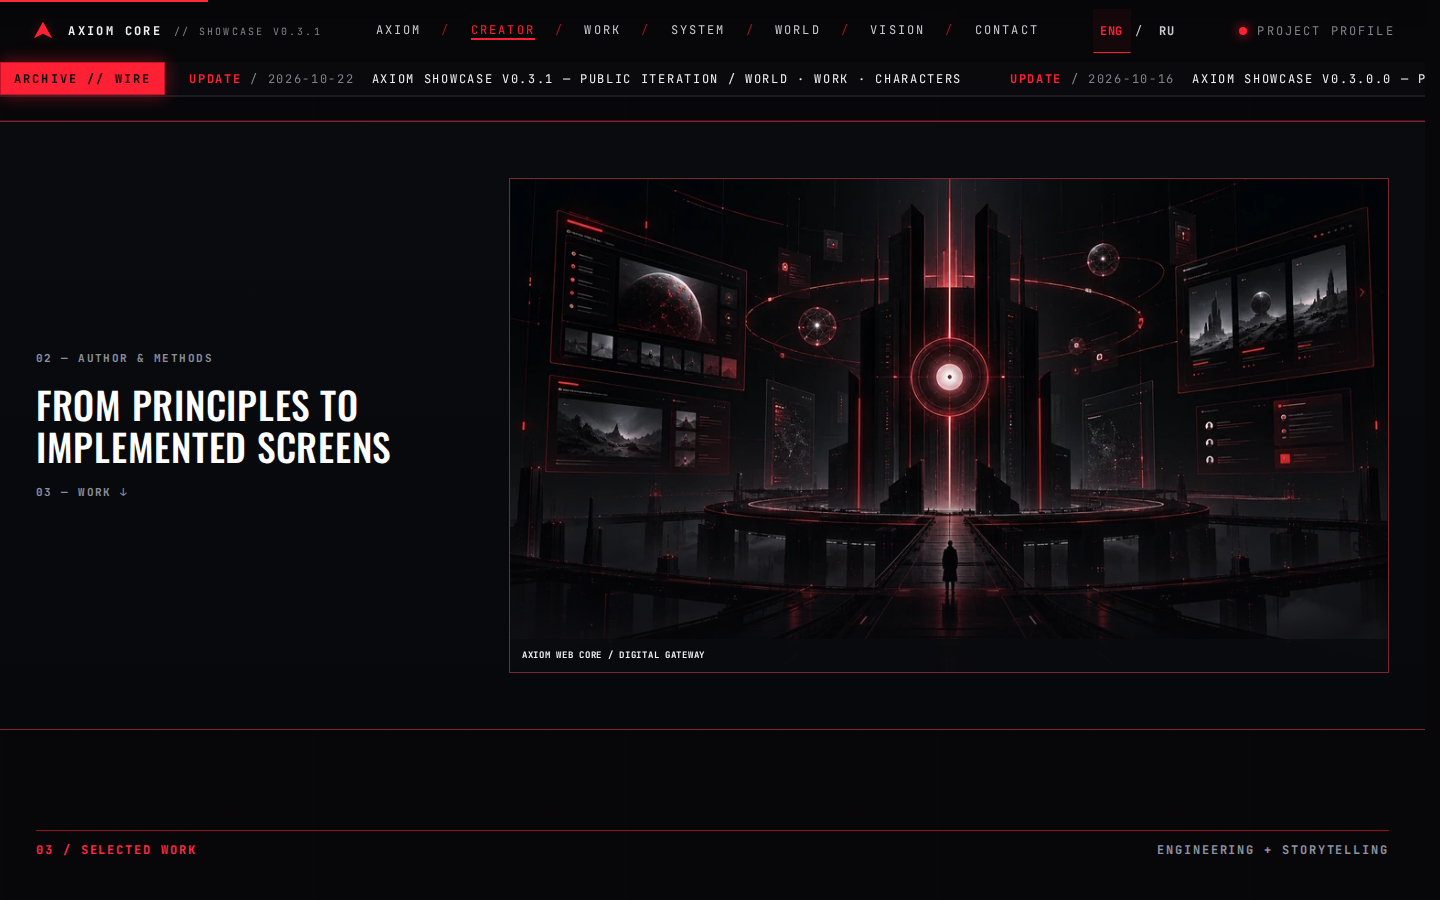 AXIOM CORE // SHOWCASE V0.3.1
AXIOM / CREATOR / WORK / SYSTEM / WORLD / VISION / CONTACT
ENG / RU
PROJECT PROFILE
ARCHIVE // WIRE
UPDATE / 2026-10-22 AXIOM SHOWCASE V0.3.1 — PUBLIC ITERATION / WORLD · WORK · CHARACTERS
UPDATE / 2026-10-16 AXIOM SHOWCASE V0.3.0.0 — P
02 — AUTHOR & METHODS
FROM PRINCIPLES TO
IMPLEMENTED SCREENS
03 — WORK ↓
AXIOM WEB CORE / DIGITAL GATEWAY
03 / SELECTED WORK
ENGINEERING + STORYTELLING